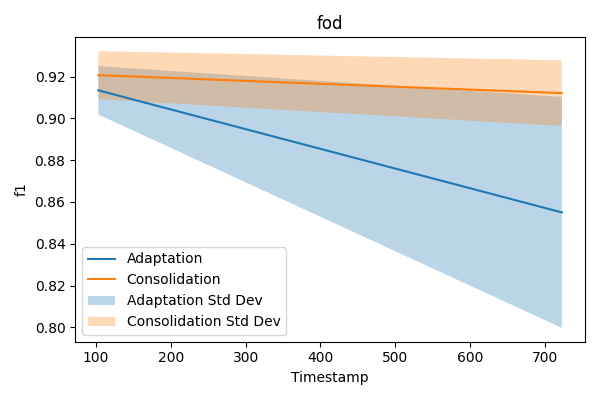 fod
f1
0.92
0.90
0.88
0.86
0.84
0.82
0.80
Adaptation
Consolidation
Adaptation Std Dev
Consolidation Std Dev
100 200 300 400 500 600 700
Timestamp